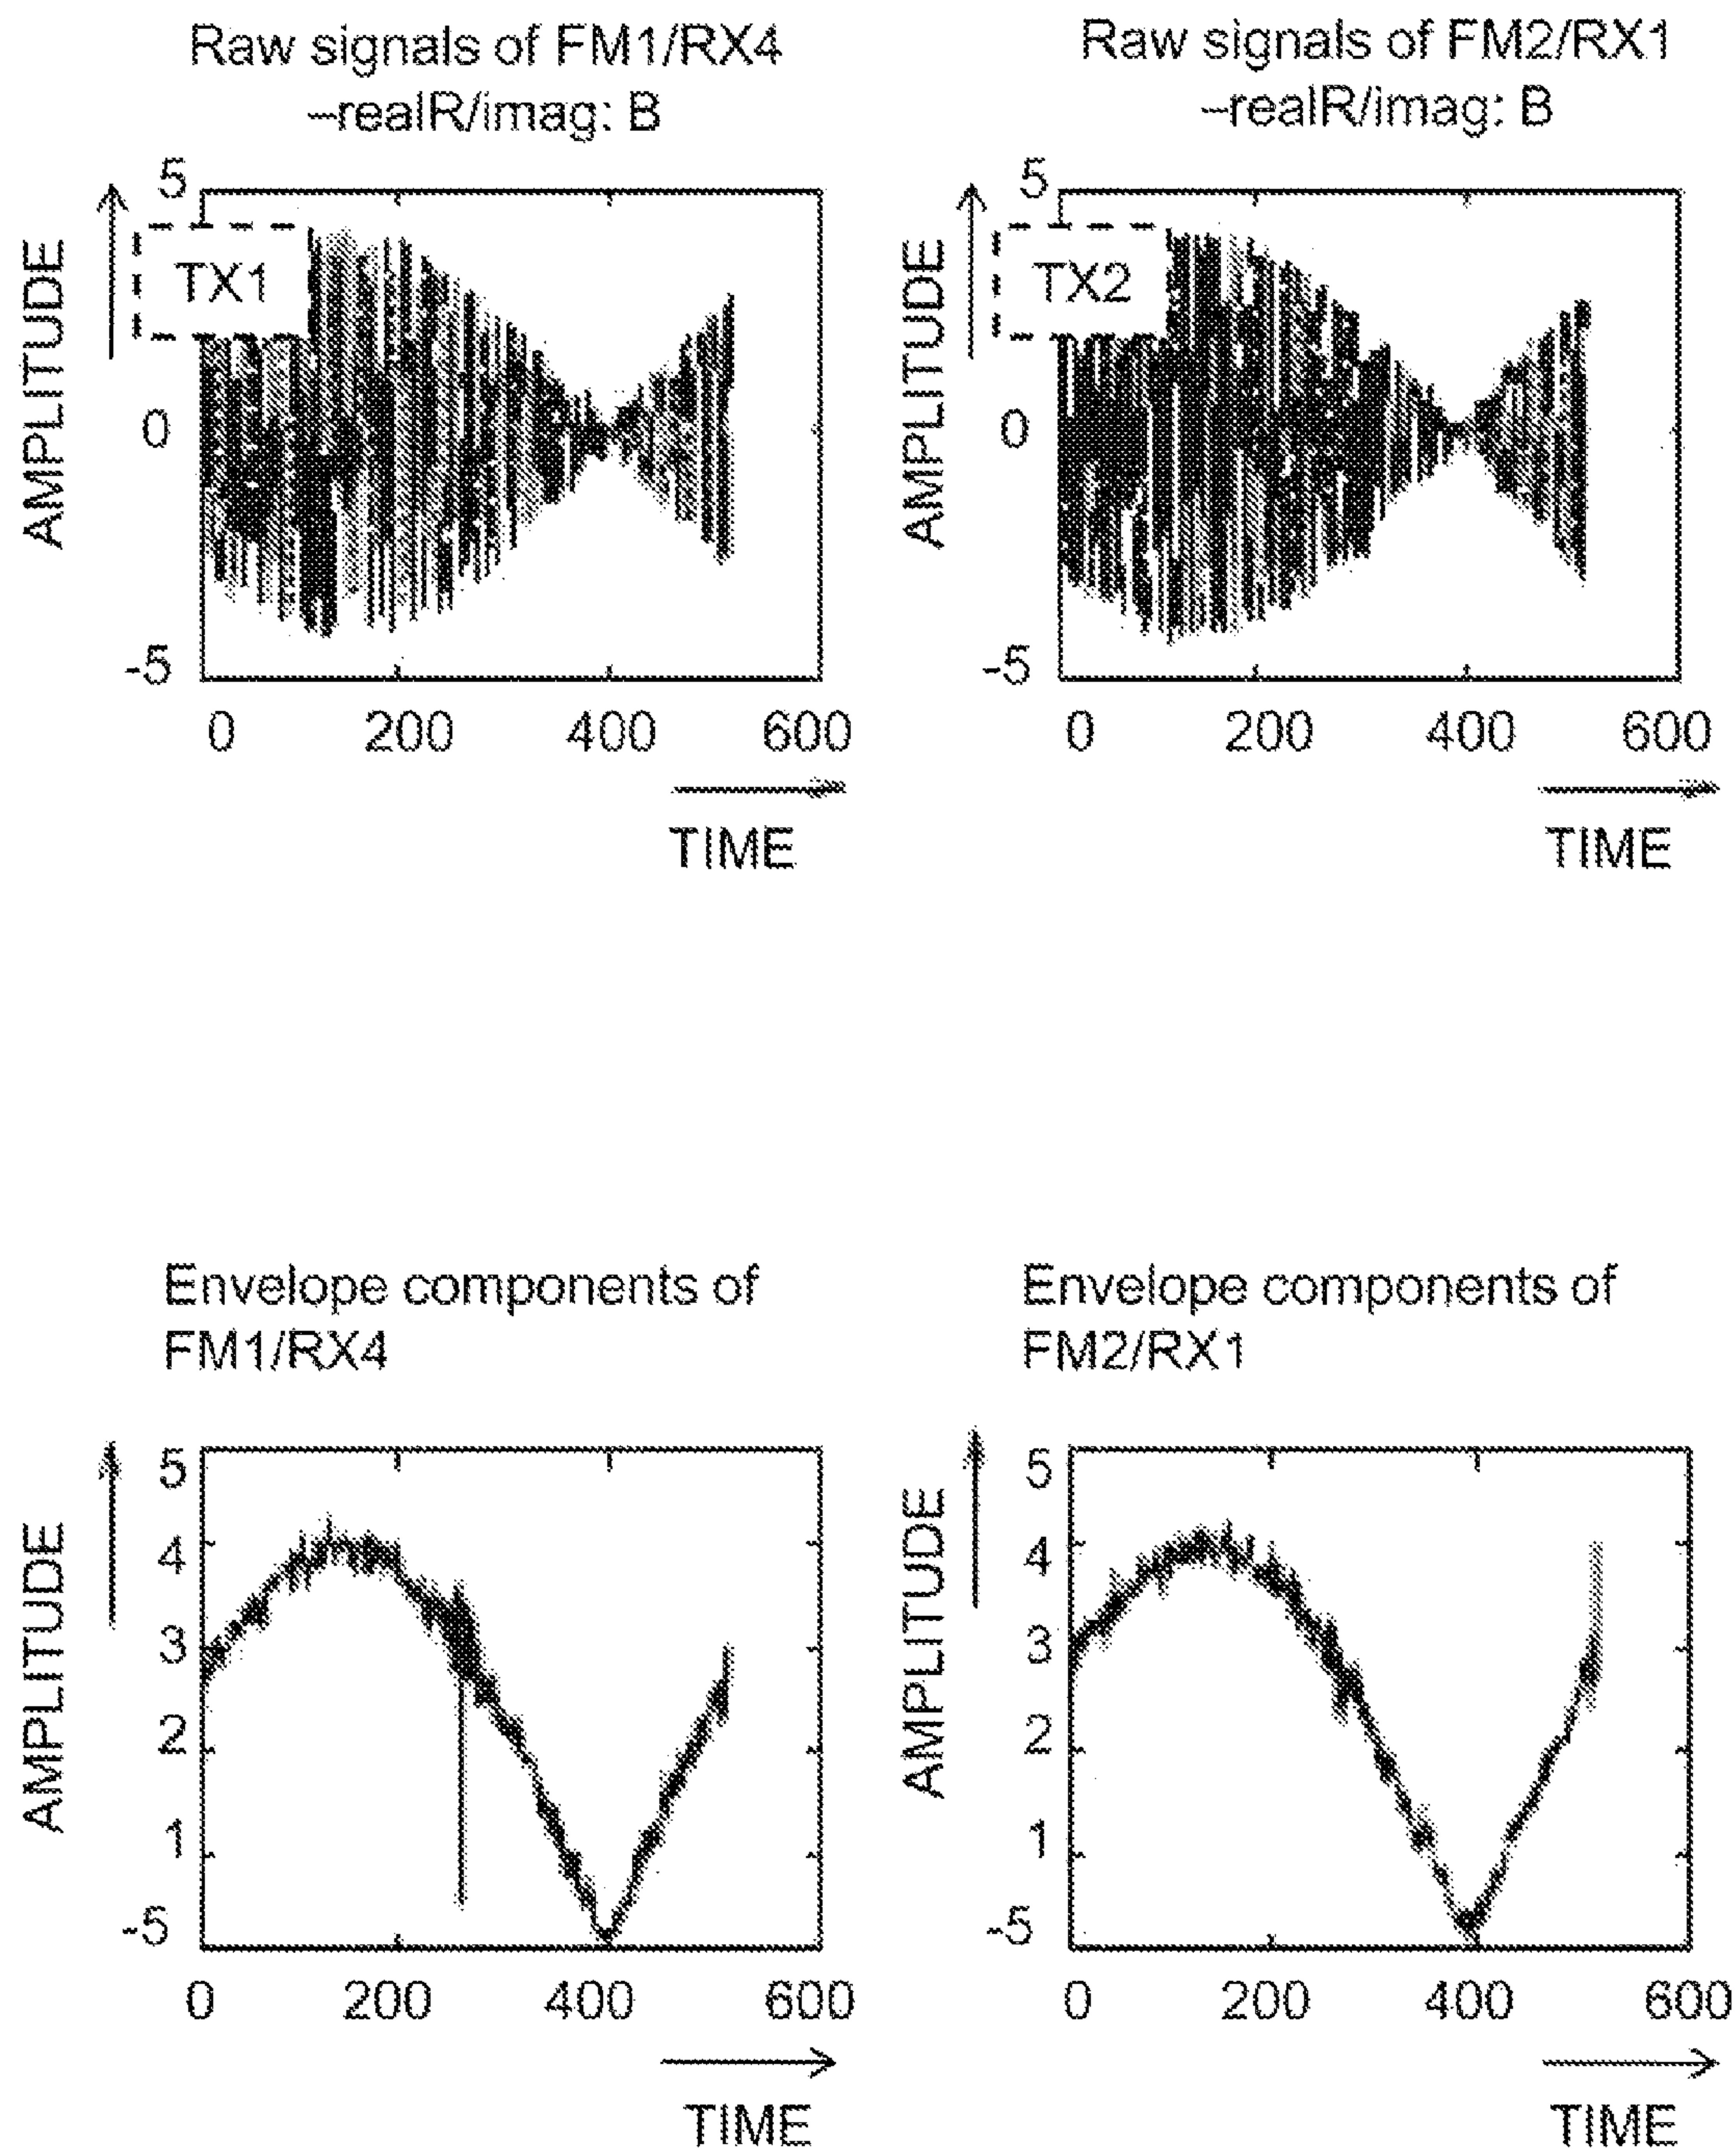 Raw signals of FM1/RX4
–realR/imag: B
AMPLITUDE
5
TX1
0
-5
0 200 400 600
TIME
Raw signals of FM2/RX1
–realR/imag: B
AMPLITUDE
5
TX2
0
-5
0 200 400 600
TIME
Envelope components of
FM1/RX4
AMPLITUDE
5
4
3
2
1
-5
0 200 400 600
TIME
Envelope components of
FM2/RX1
AMPLITUDE
5
4
3
2
1
-5
0 200 400 600
TIME